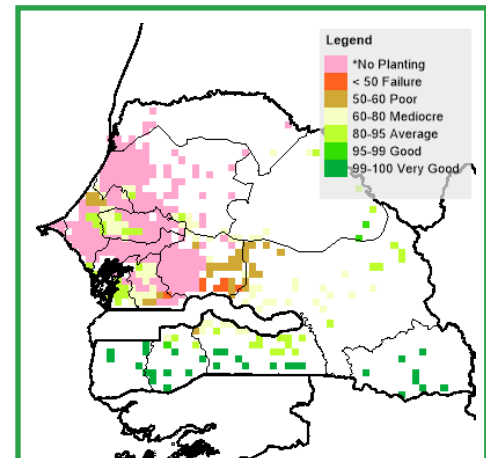 Legend
*No Planting
< 50 Failure
50-60 Poor
60-80 Mediocre
80-95 Average
95-99 Good
99-100 Very Good